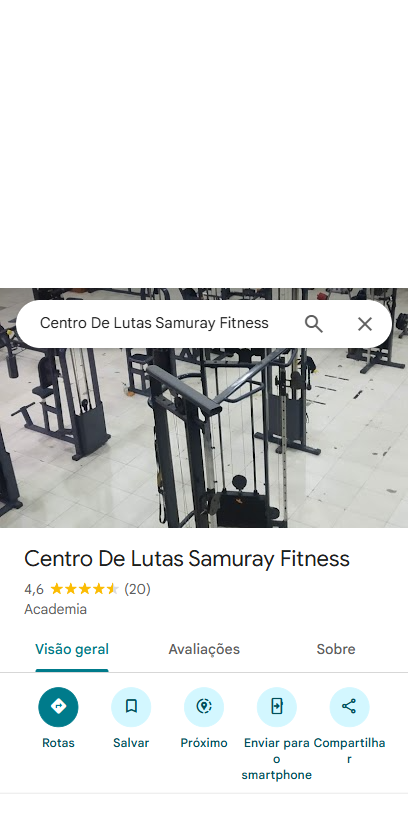 Centro De Lutas Samuray Fitness
Centro De Lutas Samuray Fitness
4,6 (20)
Academia
Visão geral Avaliações Sobre
Rotas Salvar Próximo Enviar para o smartphone Compartilhar